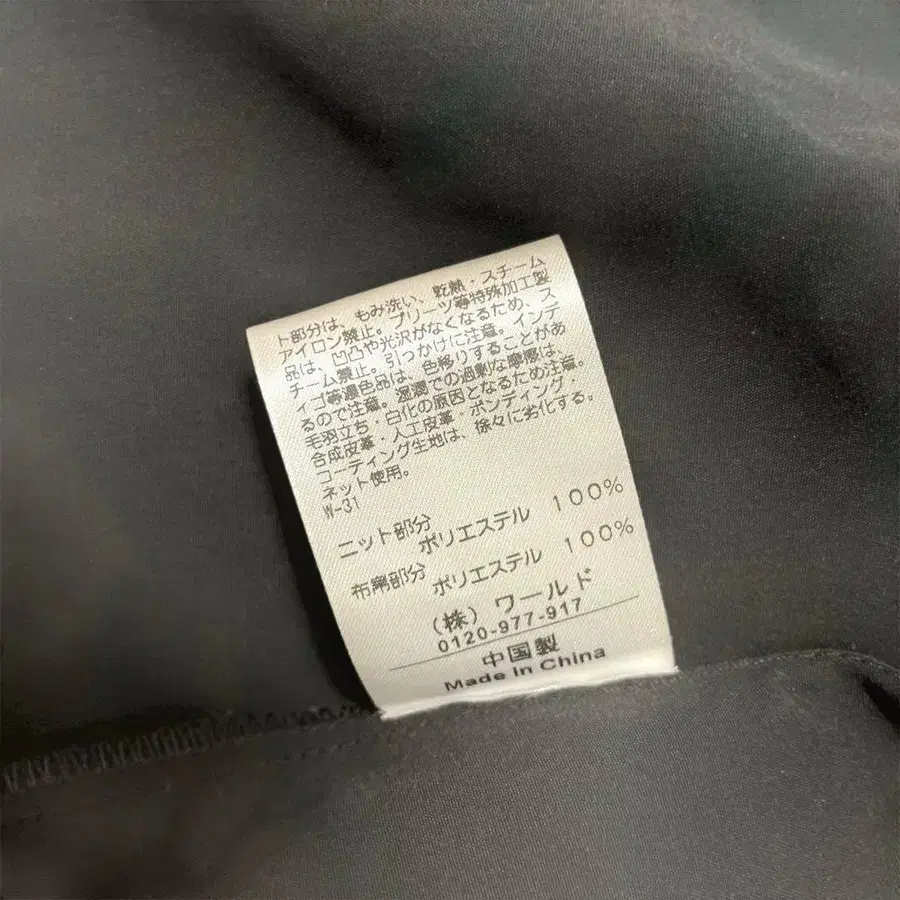 ト部分は、もみ洗い、乾熱・スチーム
アイロン禁止。プリーツ等特殊加工製
品は、凹凸や光沢がなくなるため、ス
チーム禁止。引っかけに注意。インデ
ィゴ等濃色品は、色移りすることがあ
るので注意。湿潤での過剰な摩擦は、
毛羽立ち・白化の原因となるため注意。
合成皮革・人工皮革・ボンディング・
コーティング生地は、徐々に劣化する。
ネット使用。
W-31
ニット部分
ポリエステル 100%
布帛部分
ポリエステル 100%
(株) ワールド
0120-977-917
中国製
Made in China